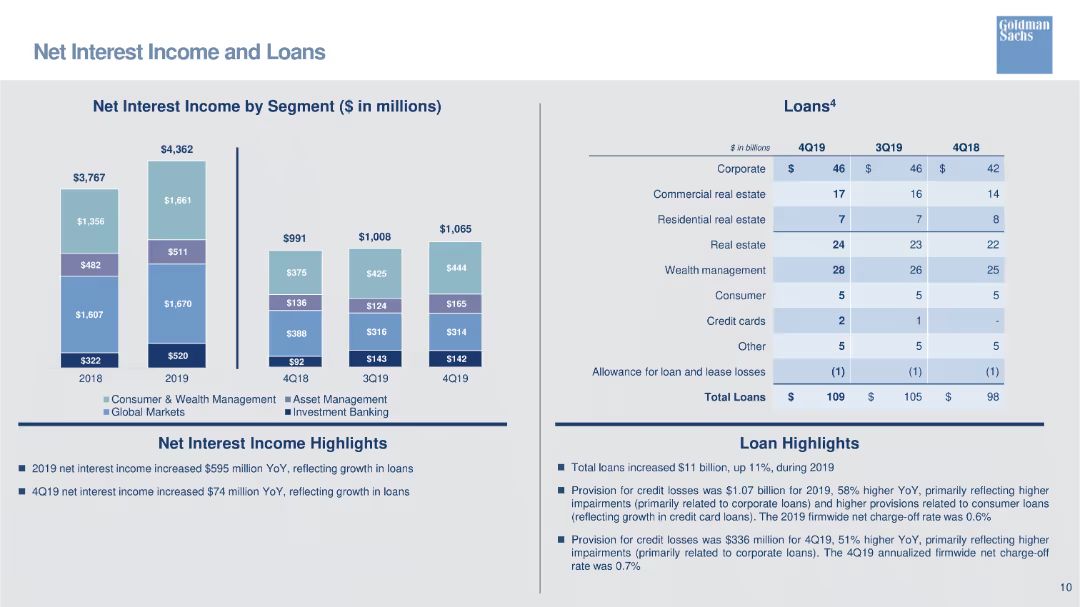 Goldman
Sachs
Net Interest Income and Loans
Net Interest Income by Segment ($ in millions)
$3,767
$1,356
$482
$1,607
$322
2018
$4,362
$1,661
$511
$1,670
$520
2019
$991
$375
$136
$388
$92
4Q18
$1,008
$425
$124
$316
$143
3Q19
$1,065
$444
$165
$314
$142
4Q19
Consumer & Wealth Management Asset Management
Global Markets Investment Banking
Net Interest Income Highlights
2019 net interest income increased $595 million YoY, reflecting growth in loans
4Q19 net interest income increased $74 million YoY, reflecting growth in loans
Loans4
$ in billions 4Q19 3Q19 4Q18
Corporate $ 46 $ 46 $ 42
Commercial real estate 17 16 14
Residential real estate 7 7 8
Real estate 24 23 22
Wealth management 28 26 25
Consumer 5 5 5
Credit cards 2 1 -
Other 5 5 5
Allowance for loan and lease losses (1) (1) (1)
Total Loans $ 109 $ 105 $ 98
Loan Highlights
Total loans increased $11 billion, up 11%, during 2019
Provision for credit losses was $1.07 billion for 2019, 58% higher YoY, primarily reflecting higher
impairments (primarily related to corporate loans) and higher provisions related to consumer loans
(reflecting growth in credit card loans). The 2019 firmwide net charge-off rate was 0.6%
Provision for credit losses was $336 million for 4Q19, 51% higher YoY, primarily reflecting higher
impairments (primarily related to corporate loans). The 4Q19 annualized firmwide net charge-off
rate was 0.7%
10